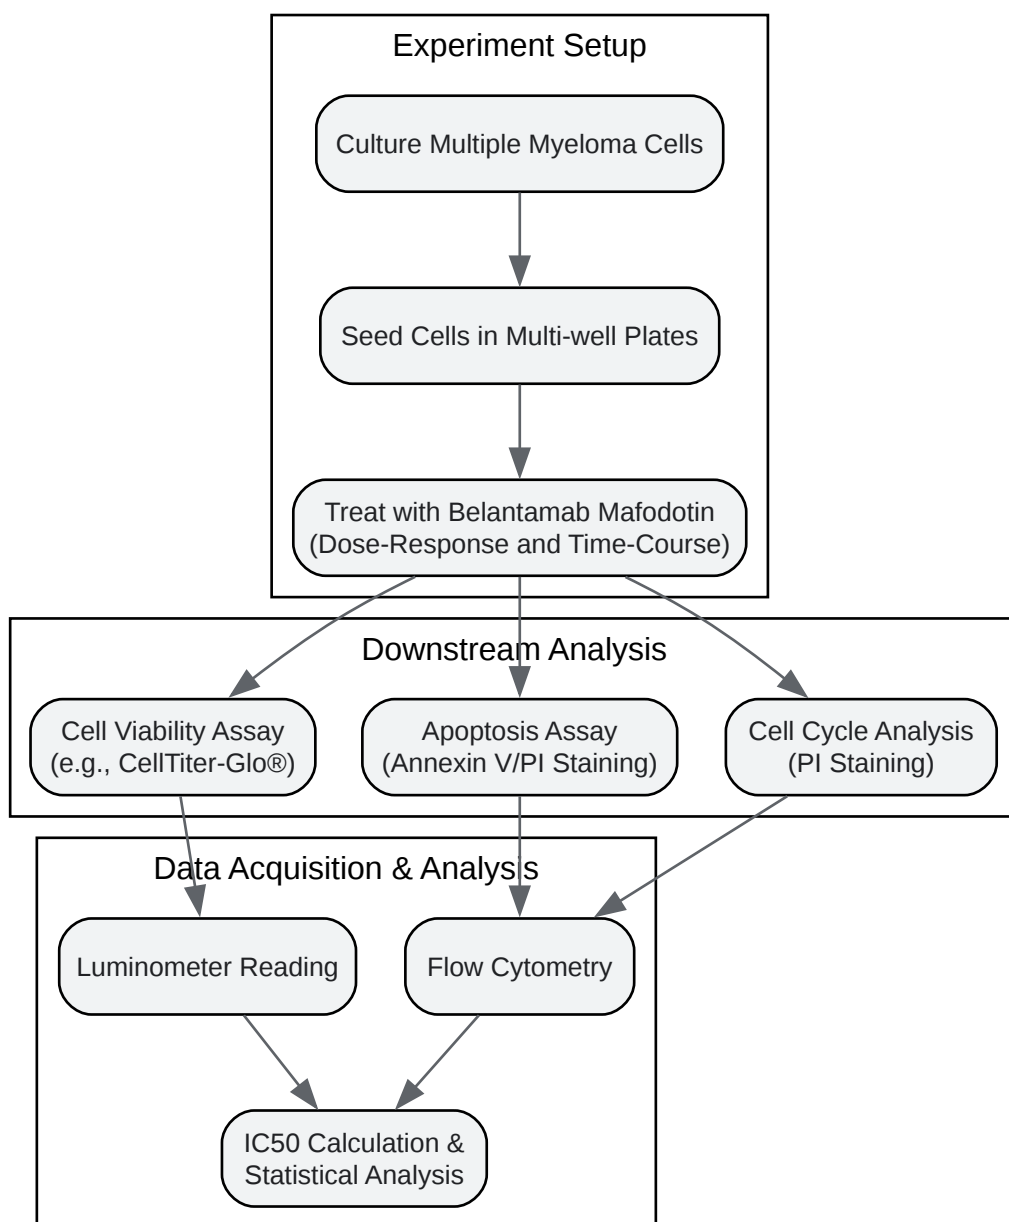 Experiment Setup
Culture Multiple Myeloma Cells
Seed Cells in Multi-well Plates
Treat with Belantamab Mafodotin
(Dose-Response and Time-Course)
Downstream Analysis
Cell Viability Assay
(e.g., CellTiter-Glo®)
Apoptosis Assay
(Annexin V/PI Staining)
Cell Cycle Analysis
(PI Staining)
Data Acquisition & Analysis
Luminometer Reading
Flow Cytometry
IC50 Calculation &
Statistical Analysis